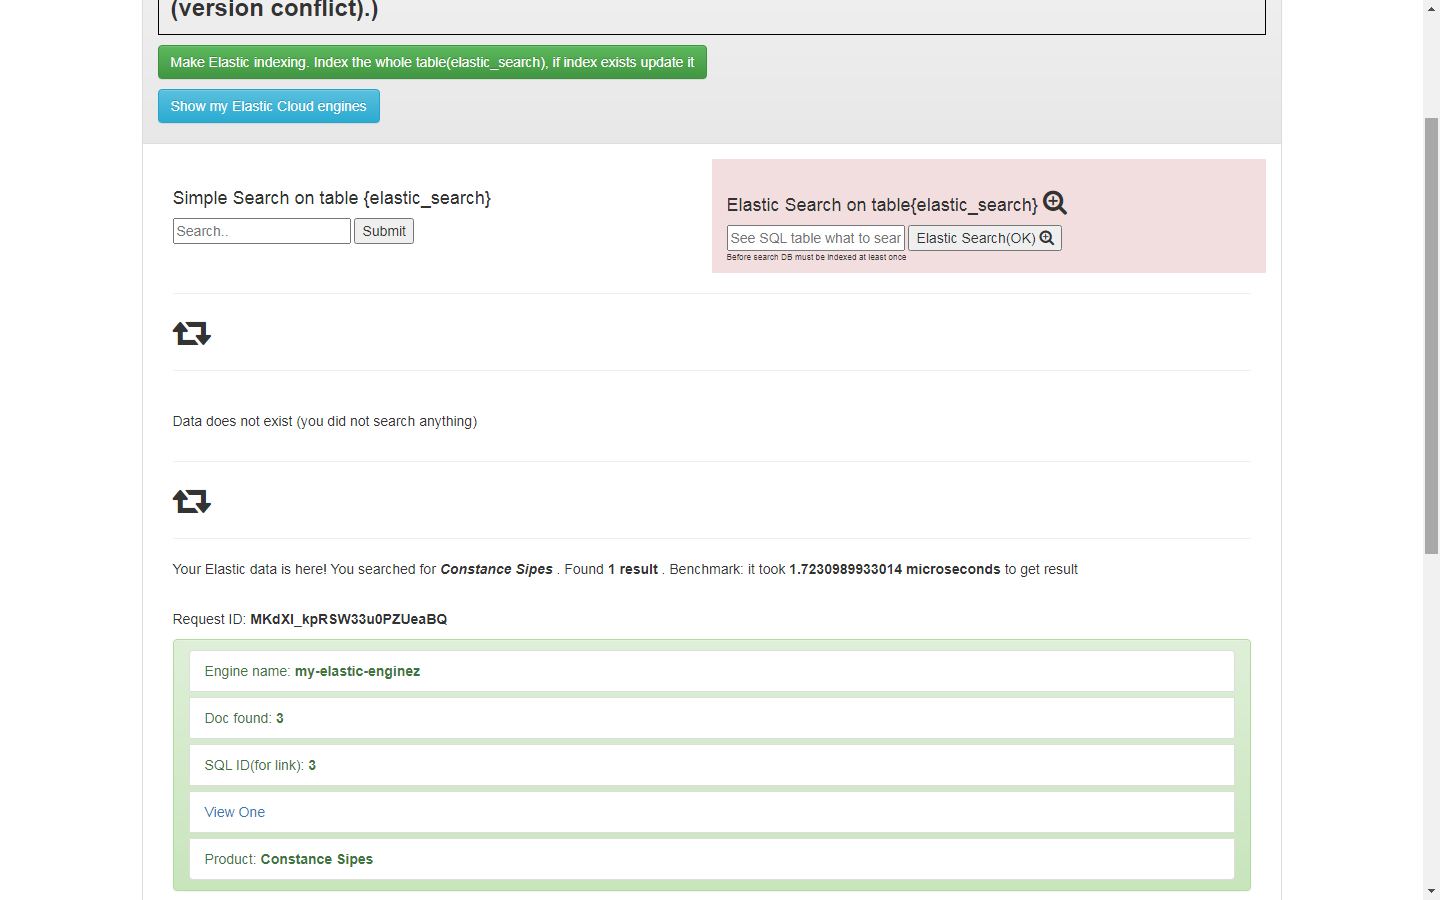 (version conflict).)
Make Elastic indexing. Index the whole table(elastic_search), if index exists update it
Show my Elastic Cloud engines
Simple Search on table {elastic_search}
Search..
Submit
Elastic Search on table{elastic_search}
See SQL table what to sear
Elastic Search(OK)
Before search DB must be indexed at least once
Data does not exist (you did not search anything)
Your Elastic data is here! You searched for Constance Sipes . Found 1 result . Benchmark: it took 1.7230989933014 microseconds to get result
Request ID: MKdXI_kpRSW33u0PZUeaBQ
Engine name: my-elastic-enginez
Doc found: 3
SQL ID(for link): 3
View One
Product: Constance Sipes